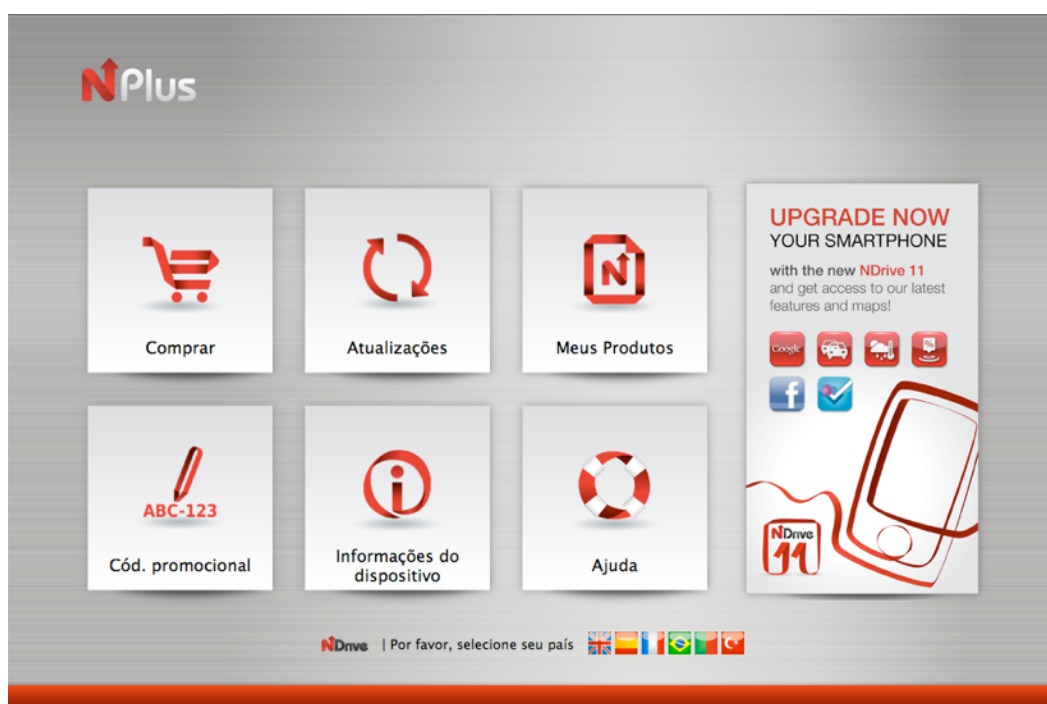 NPlus
UPGRADE NOW
YOUR SMARTPHONE
with the new NDrive 11
and get access to our latest
features and maps!
Google
Comprar
Atualizações
Meus Produtos
ABC-123
Cód. promocional
Informações do
dispositivo
Ajuda
NDrive
11
NDrive | Por favor, selecione seu país